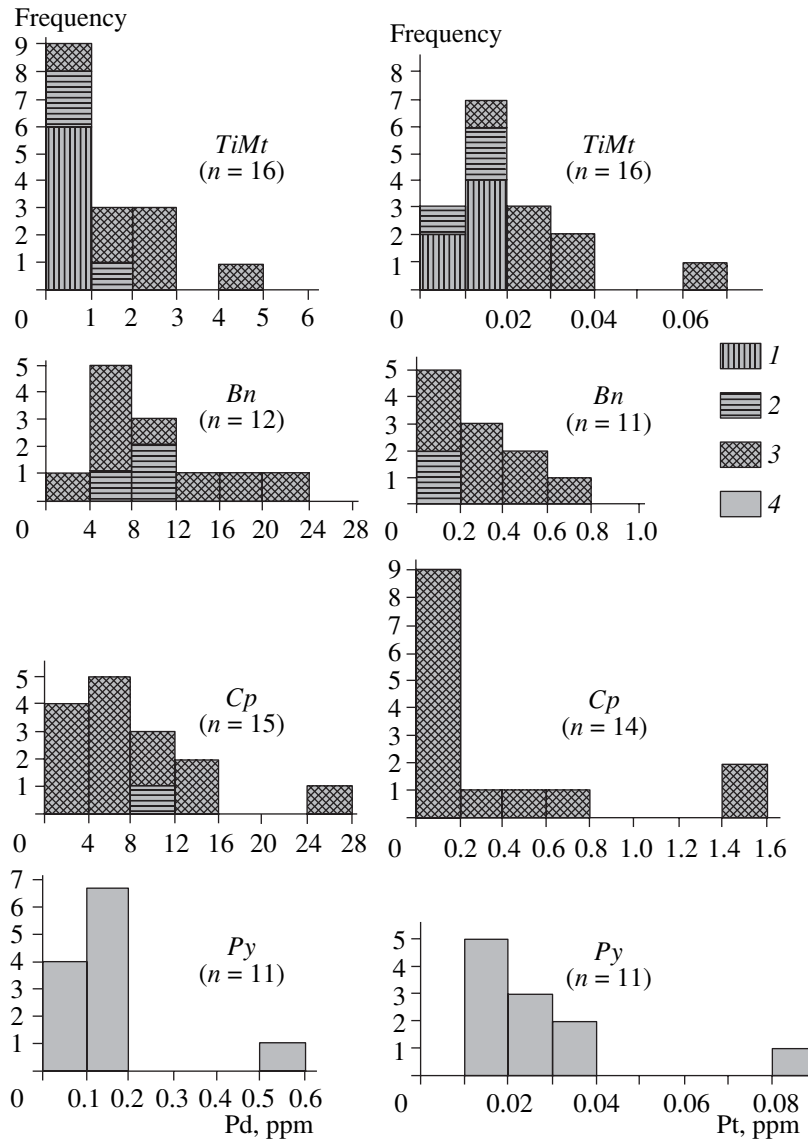 Frequency
9
8
7
6
5
4
3
2
1
TiMt
(n = 16)
0 1 2 3 4 5 6
Frequency
8
7
6
5
4
3
2
1
TiMt
(n = 16)
0 0.02 0.04 0.06
1
2
3
4
5
4
3
2
1
Bn
(n = 12)
0 4 8 12 16 20 24 28
5
4
3
2
1
Bn
(n = 11)
0 0.2 0.4 0.6 0.8 1.0
5
4
3
2
1
Cp
(n = 15)
0 4 8 12 16 20 24 28
9
8
7
6
5
4
3
2
1
Cp
(n = 14)
0 0.2 0.4 0.6 0.8 1.0 1.2 1.4 1.6
7
6
5
4
3
2
1
Py
(n = 11)
0 0.1 0.2 0.3 0.4 0.5 0.6
Pd, ppm
5
4
3
2
1
Py
(n = 11)
0 0.02 0.04 0.06 0.08
Pt, ppm